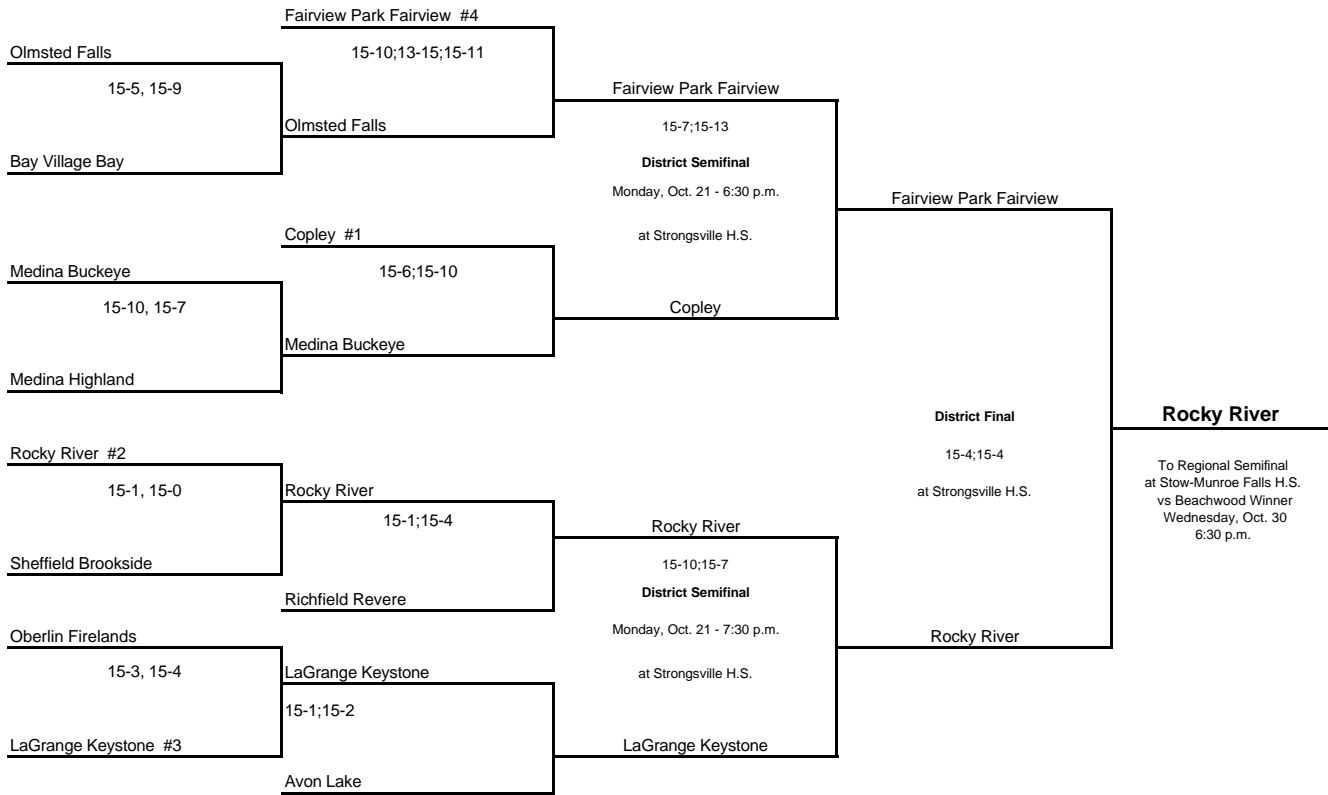 Fairview Park Fairview #4
Olmsted Falls
15-10;13-15;15-11
15-5, 15-9
Fairview Park Fairview
Olmsted Falls
15-7;15-13
Bay Village Bay
District Semifinal
Monday, Oct. 21 - 6:30 p.m.
Fairview Park Fairview
Copley #1
at Strongsville H.S.
Medina Buckeye
15-6;15-10
15-10, 15-7
Copley
Medina Buckeye
Medina Highland
District Final
Rocky River
Rocky River #2
15-4;15-4
To Regional Semifinal
at Stow-Munroe Falls H.S.
vs Beachwood Winner
Wednesday, Oct. 30
6:30 p.m.
15-1, 15-0
Rocky River
at Strongsville H.S.
15-1;15-4
Rocky River
Sheffield Brookside
15-10;15-7
District Semifinal
Richfield Revere
Monday, Oct. 21 - 7:30 p.m.
Oberlin Firelands
Rocky River
15-3, 15-4
LaGrange Keystone
at Strongsville H.S.
15-1;15-2
LaGrange Keystone #3
LaGrange Keystone
Avon Lake